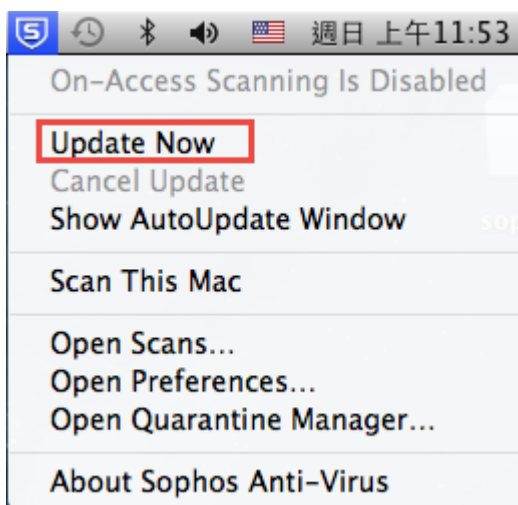 週日 上午11:53
On-Access Scanning Is Disabled
Update Now
Cancel Update
Show AutoUpdate Window
Scan This Mac
Open Scans...
Open Preferences...
Open Quarantine Manager...
About Sophos Anti-Virus